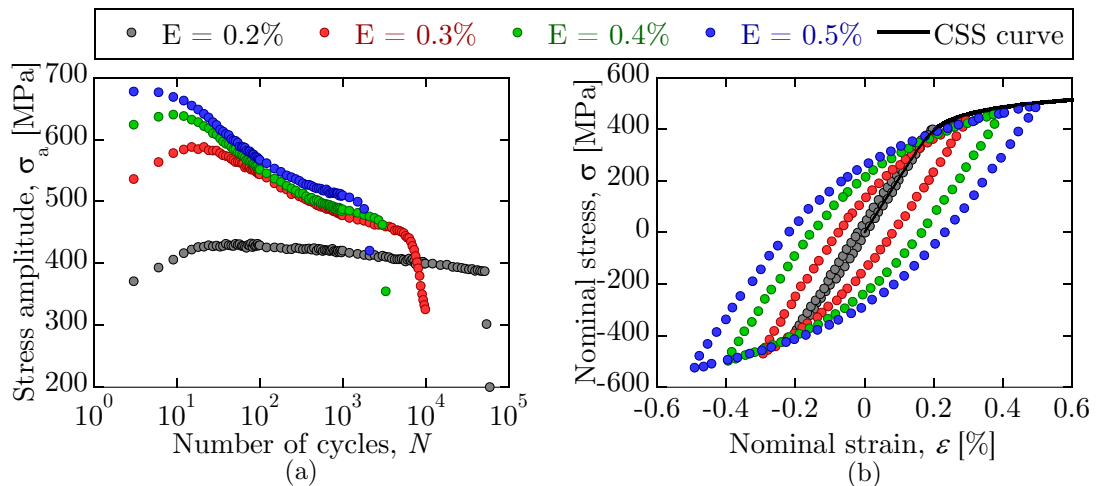 E = 0.2% E = 0.3% E = 0.4% E = 0.5% CSS curve
Stress amplitude, σa [MPa]
700
600
500
400
300
200
10^0 10^1 10^2 10^3 10^4 10^5
Number of cycles, N
(a)
Nominal stress, σ [MPa]
600
400
200
0
-200
-400
-600
-0.6 -0.4 -0.2 0 0.2 0.4 0.6
Nominal strain, ε [%]
(b)